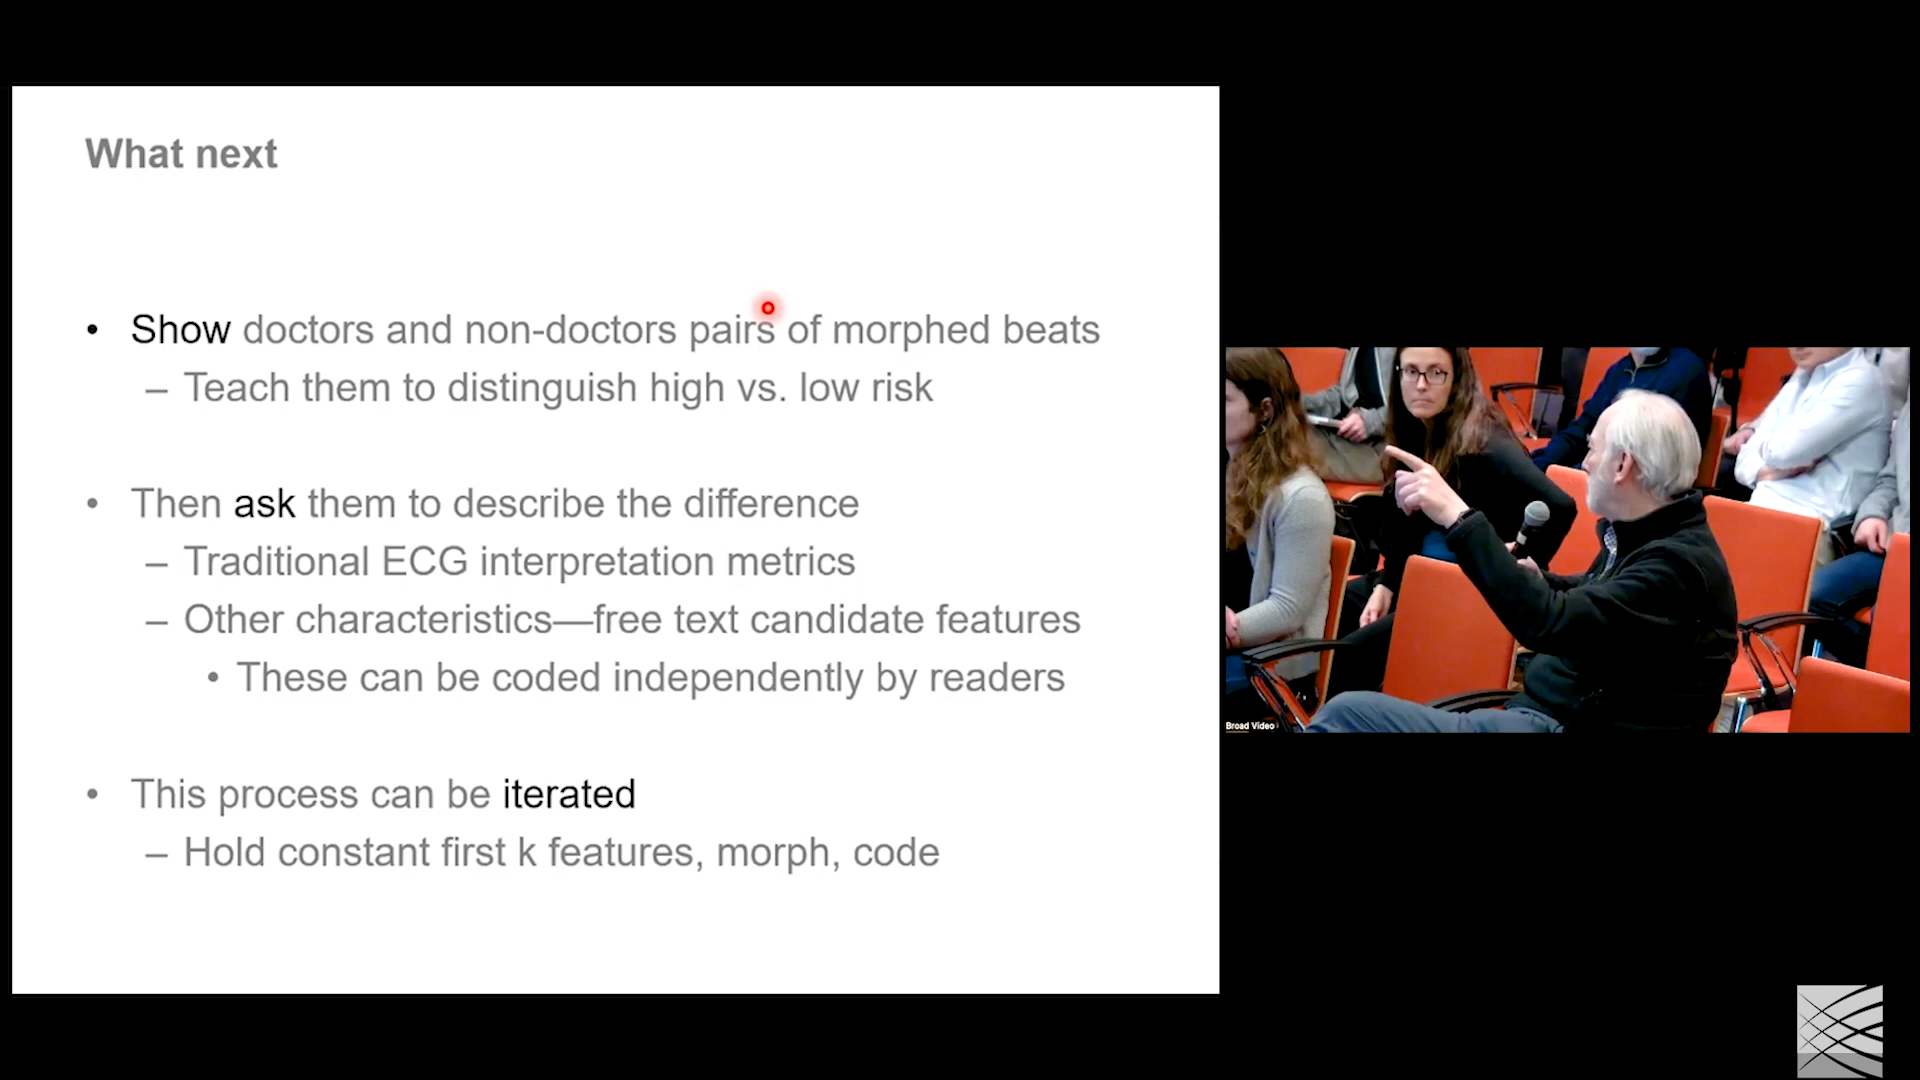 What next
• Show doctors and non-doctors pairs of morphed beats
– Teach them to distinguish high vs. low risk
• Then ask them to describe the difference
– Traditional ECG interpretation metrics
– Other characteristics—free text candidate features
• These can be coded independently by readers
• This process can be iterated
– Hold constant first k features, morph, code
Broad Video